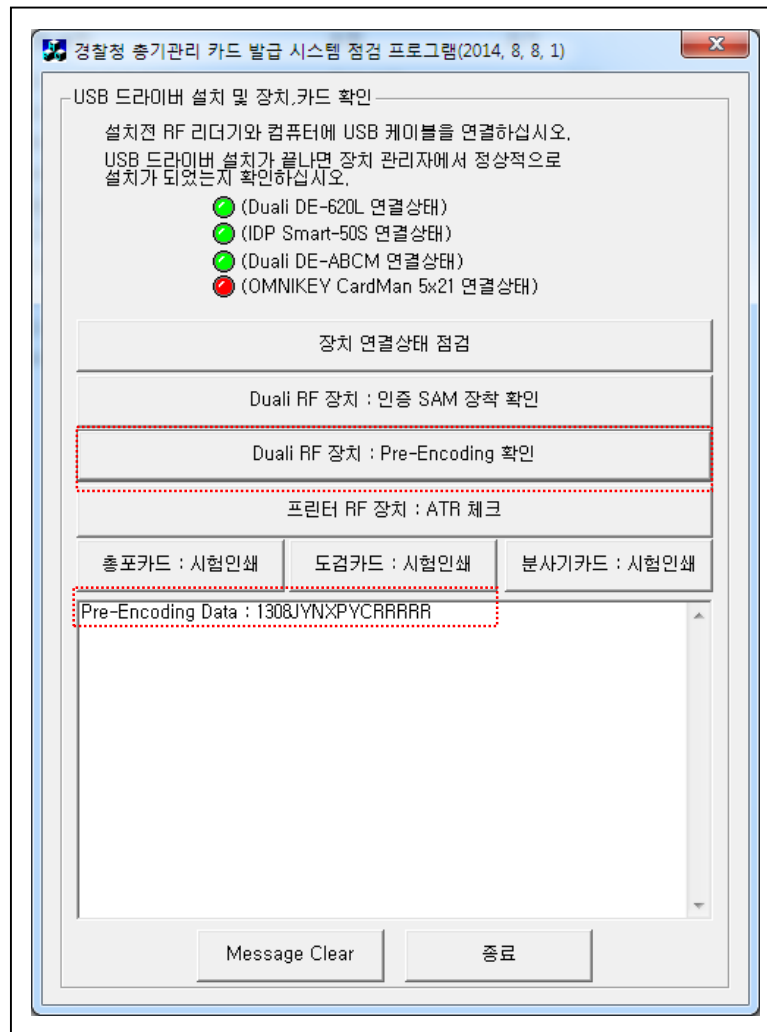 경찰청 총기관리 카드 발급 시스템 점검 프로그램(2014, 8, 8, 1)
USB 드라이버 설치 및 장치,카드 확인
설치전 RF 리더기와 컴퓨터에 USB 케이블을 연결하십시오.
USB 드라이버 설치가 끝나면 장치 관리자에서 정상적으로
설치가 되었는지 확인하십시오.
(Duali DE-620L 연결상태)
(IDP Smart-50S 연결상태)
(Duali DE-ABCM 연결상태)
(OMNIKEY CardMan 5x21 연결상태)
장치 연결상태 점검
Duali RF 장치 : 인증 SAM 장착 확인
Duali RF 장치 : Pre-Encoding 확인
프린터 RF 장치 : ATR 체크
총포카드 : 시험인쇄 도검카드 : 시험인쇄 분사기카드 : 시험인쇄
Pre-Encoding Data : 1308JYNXPYCRRRRR
Message Clear 종료